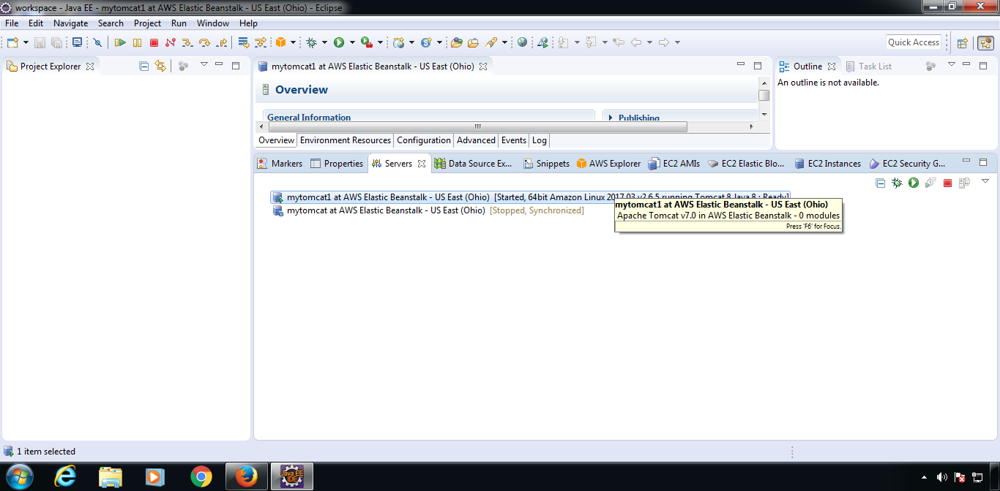 workspace - Java EE - mytomcat1 at AWS Elastic Beanstalk - US East (Ohio) - Eclipse
File Edit Navigate Search Project Run Window Help
Quick Access
Project Explorer
mytomcat1 at AWS Elastic Beanstalk - US East (Ohio)
Outline Task List
An outline is not available.
Overview
General Information Publishing
Overview Environment Resources Configuration Advanced Events Log
Markers Properties Servers Data Source Ex... Snippets AWS Explorer EC2 AMIs EC2 Elastic Blo... EC2 Instances EC2 Security G...
mytomcat1 at AWS Elastic Beanstalk - US East (Ohio) [Started, 64bit Amazon Linux 2017.03 v2.6.5 running Tomcat 8 Java 8 : Ready]
mytomcat at AWS Elastic Beanstalk - US East (Ohio) [Stopped, Synchronized]
mytomcat1 at AWS Elastic Beanstalk - US East (Ohio)
Apache Tomcat v7.0 in AWS Elastic Beanstalk - 0 modules
Press 'F6' for Focus.
1 item selected
Java EE
IDE